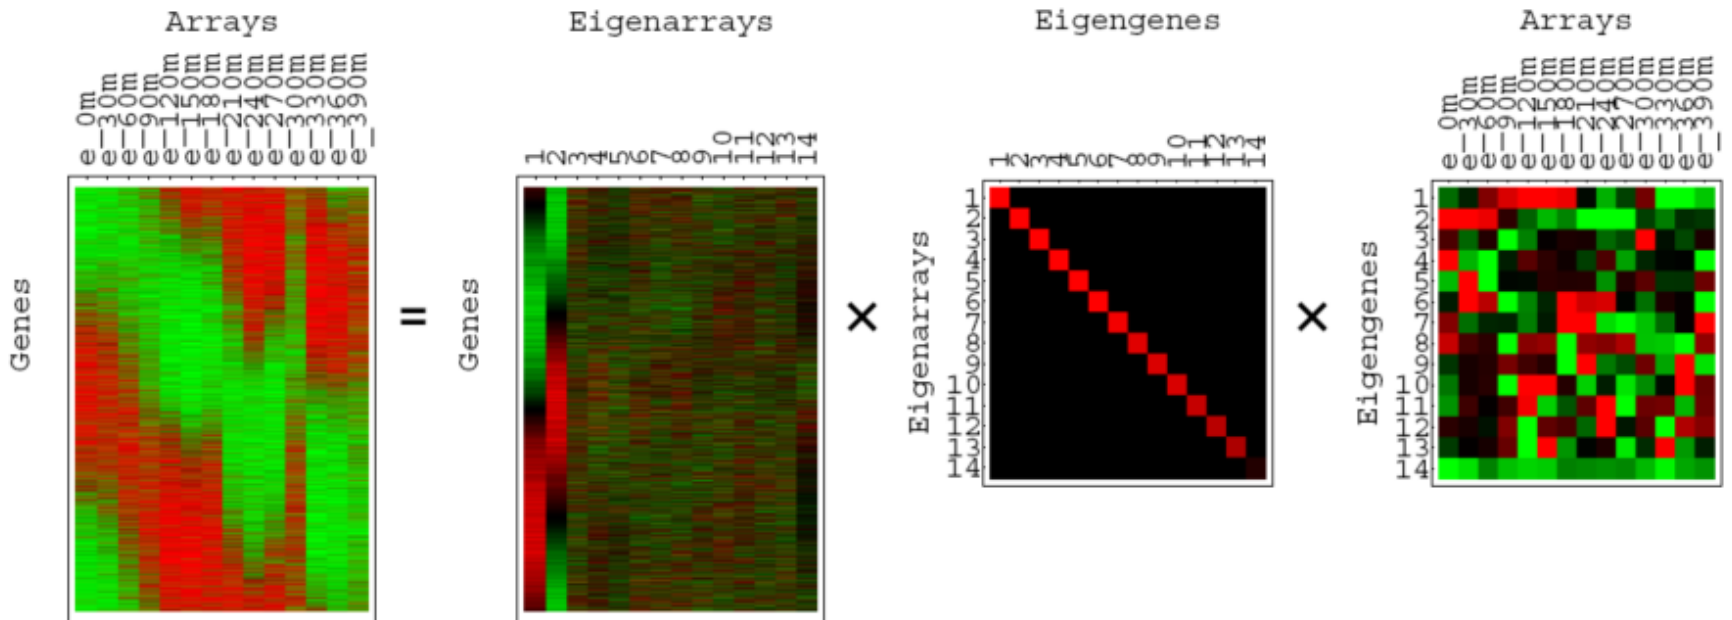 Arrays
Eigenarrays
Eigengenes
Arrays
e_0m
e_30m
e_60m
e_90m
e_120m
e_150m
e_180m
e_210m
e_240m
e_270m
e_300m
e_330m
e_360m
e_390m
Genes
=
Genes
1
2
3
4
5
6
7
8
9
10
11
12
13
14
×
Eigenarrays
1
2
3
4
5
6
7
8
9
10
11
12
13
14
1
2
3
4
5
6
7
8
9
10
11
12
13
14
×
Eigengenes
e_0m
e_30m
e_60m
e_90m
e_120m
e_150m
e_180m
e_210m
e_240m
e_270m
e_300m
e_330m
e_360m
e_390m
1
2
3
4
5
6
7
8
9
10
11
12
13
14